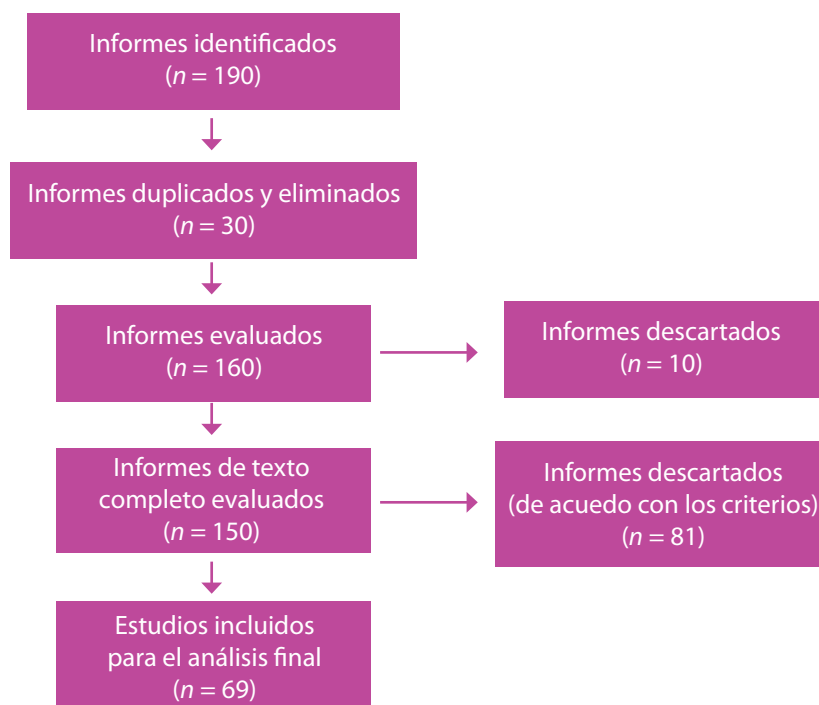 Informes identificados
(n = 190)
Informes duplicados y eliminados
(n = 30)
Informes evaluados
(n = 160)
Informes descartados
(n = 10)
Informes de texto
completo evaluados
(n = 150)
Informes descartados
(de acuedo con los criterios)
(n = 81)
Estudios incluidos
para el análisis final
(n = 69)